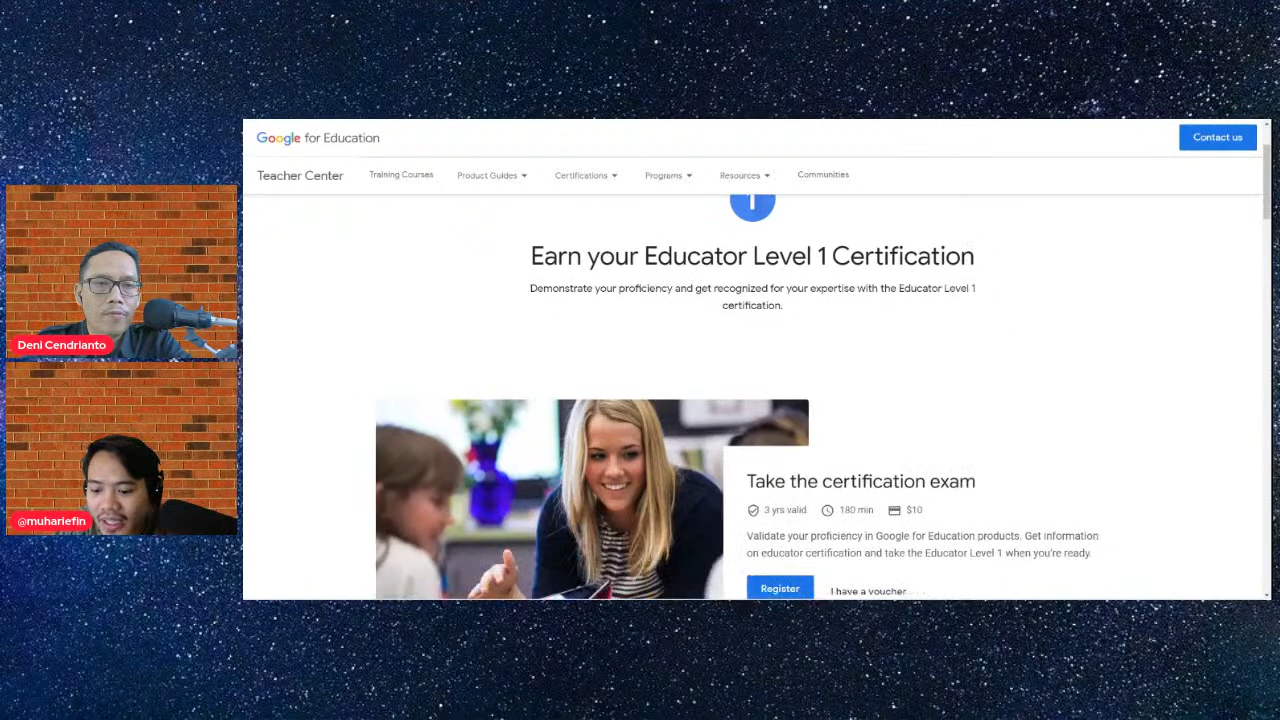 Google for Education
Contact us
Teacher Center
Training Courses
Product Guides
Certifications
Programs
Resources
Communities
Earn your Educator Level 1 Certification
Demonstrate your proficiency and get recognized for your expertise with the Educator Level 1
certification.
Deni Cendrianto
@muhariefin
Take the certification exam
3 yrs valid
180 min
$10
Validate your proficiency in Google for Education products. Get information
on educator certification and take the Educator Level 1 when you're ready.
Register
I have a voucher